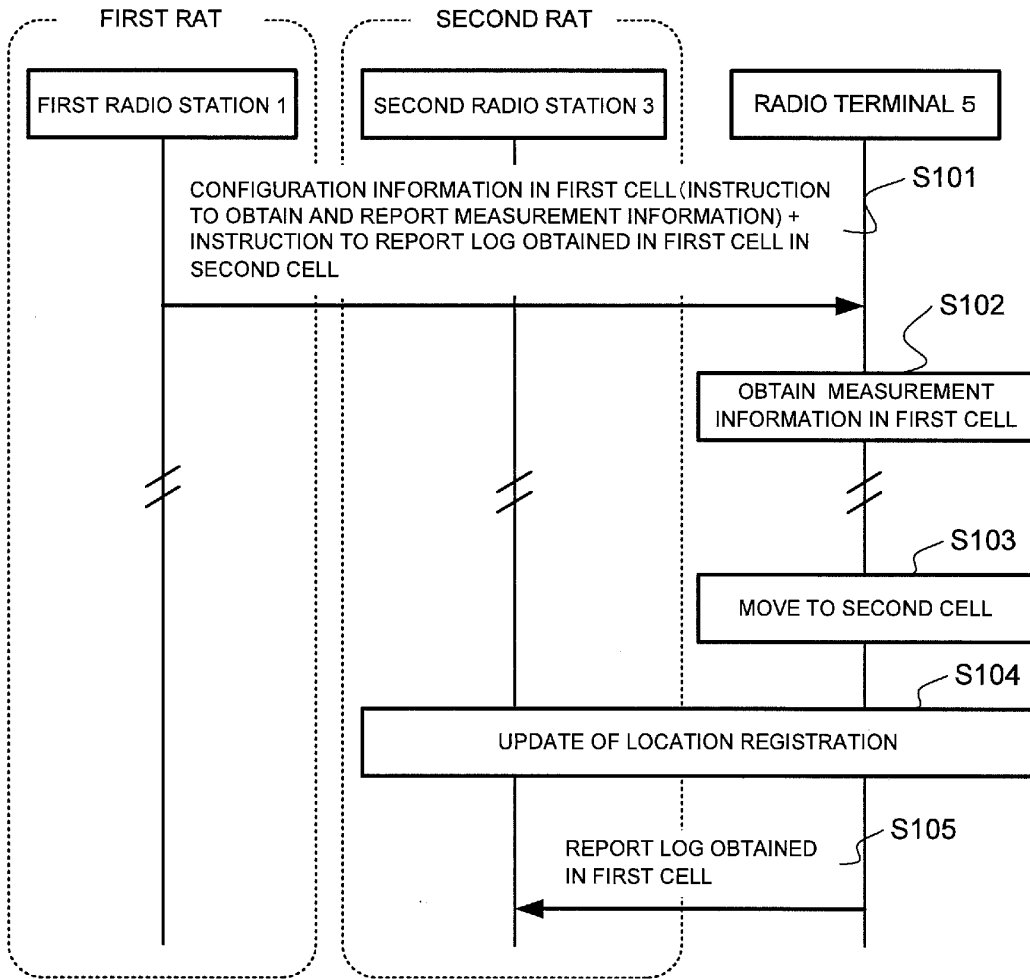 FIRST RAT
SECOND RAT
FIRST RADIO STATION 1
SECOND RADIO STATION 3
RADIO TERMINAL 5
CONFIGURATION INFORMATION IN FIRST CELL(INSTRUCTION
TO OBTAIN AND REPORT MEASUREMENT INFORMATION) +
INSTRUCTION TO REPORT LOG OBTAINED IN FIRST CELL IN
SECOND CELL
S101
S102
OBTAIN MEASUREMENT
INFORMATION IN FIRST CELL
S103
MOVE TO SECOND CELL
S104
UPDATE OF LOCATION REGISTRATION
S105
REPORT LOG OBTAINED
IN FIRST CELL